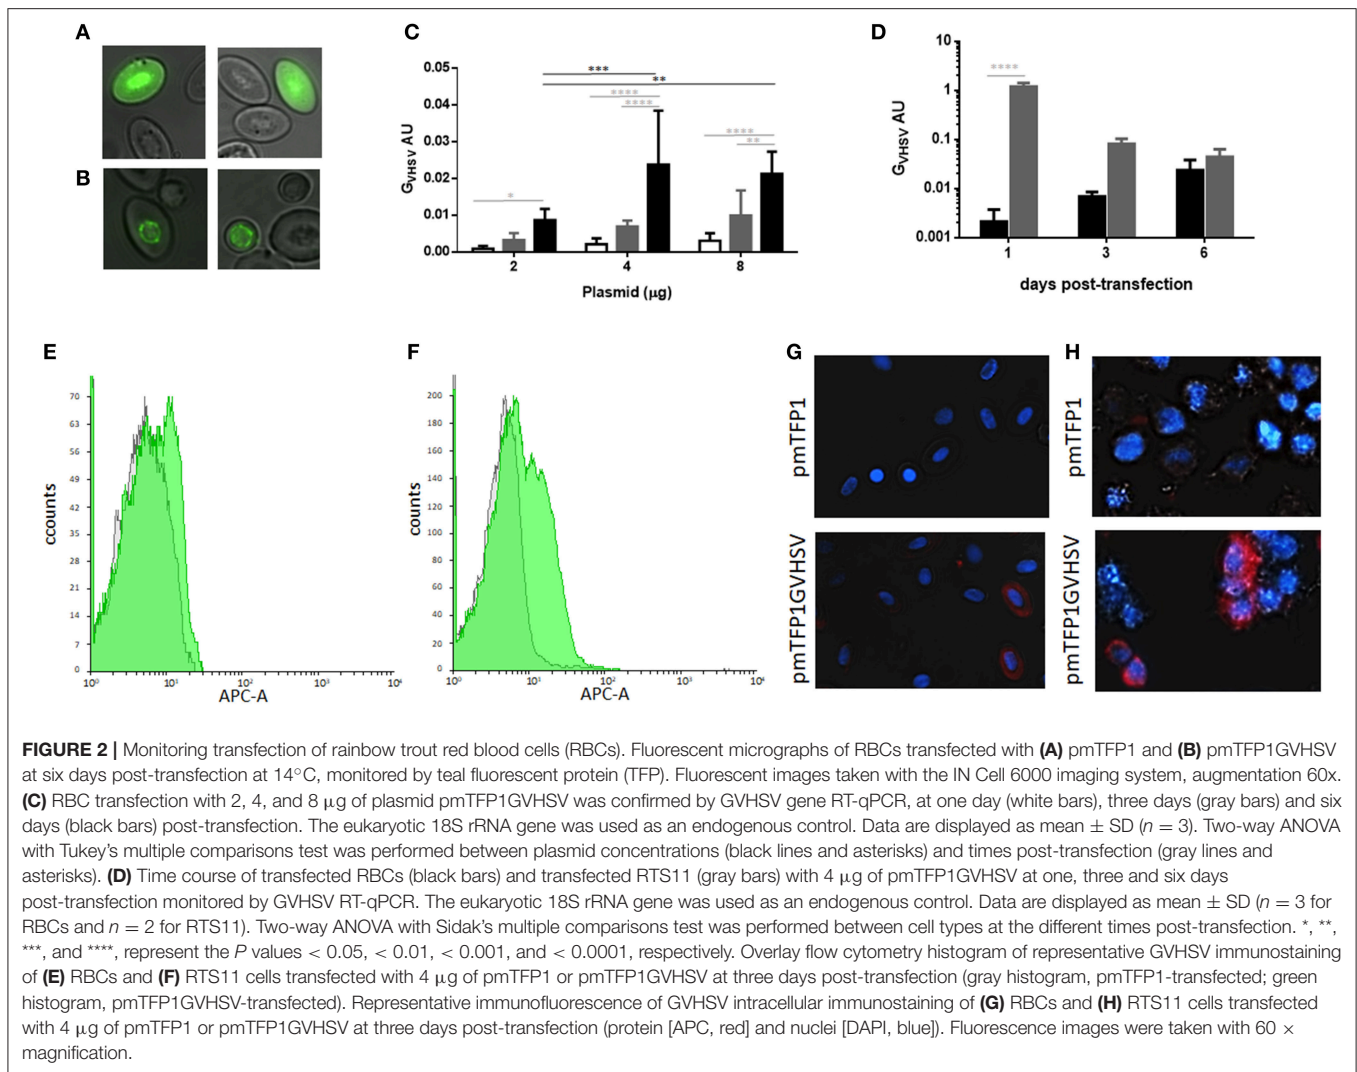 A
B
C
G_VHSV AU
0.05
0.04
0.03
0.02
0.01
0.00
*
***
**
****
****
****
**
2
4
8
Plasmid (µg)
D
G_VHSV AU
10
1
0.1
0.01
0.001
****
1
3
6
days post-transfection
E
ccounts
70
63
56
49
42
35
28
21
14
7
0
10⁰
10¹
10²
10³
10⁴
APC-A
F
counts
200
180
160
140
120
100
80
60
40
20
0
10⁰
10¹
10²
10³
10⁴
APC-A
G
pmTFP1
pmTFP1GVHSV
H
pmTFP1
pmTFP1GVHSV
FIGURE 2 | Monitoring transfection of rainbow trout red blood cells (RBCs). Fluorescent micrographs of RBCs transfected with (A) pmTFP1 and (B) pmTFP1GVHSV
at six days post-transfection at 14°C, monitored by teal fluorescent protein (TFP). Fluorescent images taken with the IN Cell 6000 imaging system, augmentation 60x.
(C) RBC transfection with 2, 4, and 8 µg of plasmid pmTFP1GVHSV was confirmed by GVHSV gene RT-qPCR, at one day (white bars), three days (gray bars) and six
days (black bars) post-transfection. The eukaryotic 18S rRNA gene was used as an endogenous control. Data are displayed as mean ± SD (n = 3). Two-way ANOVA
with Tukey's multiple comparisons test was performed between plasmid concentrations (black lines and asterisks) and times post-transfection (gray lines and
asterisks). (D) Time course of transfected RBCs (black bars) and transfected RTS11 (gray bars) with 4 µg of pmTFP1GVHSV at one, three and six days
post-transfection monitored by GVHSV RT-qPCR. The eukaryotic 18S rRNA gene was used as an endogenous control. Data are displayed as mean ± SD (n = 3 for
RBCs and n = 2 for RTS11). Two-way ANOVA with Sidak's multiple comparisons test was performed between cell types at the different times post-transfection. *, **,
***, and ****, represent the P values < 0.05, < 0.01, < 0.001, and < 0.0001, respectively. Overlay flow cytometry histogram of representative GVHSV immunostaining
of (E) RBCs and (F) RTS11 cells transfected with 4 µg of pmTFP1 or pmTFP1GVHSV at three days post-transfection (gray histogram, pmTFP1-transfected; green
histogram, pmTFP1GVHSV-transfected). Representative immunofluorescence of GVHSV intracellular immunostaining of (G) RBCs and (H) RTS11 cells transfected
with 4 µg of pmTFP1 or pmTFP1GVHSV at three days post-transfection (protein [APC, red] and nuclei [DAPI, blue]). Fluorescence images were taken with 60 ×
magnification.